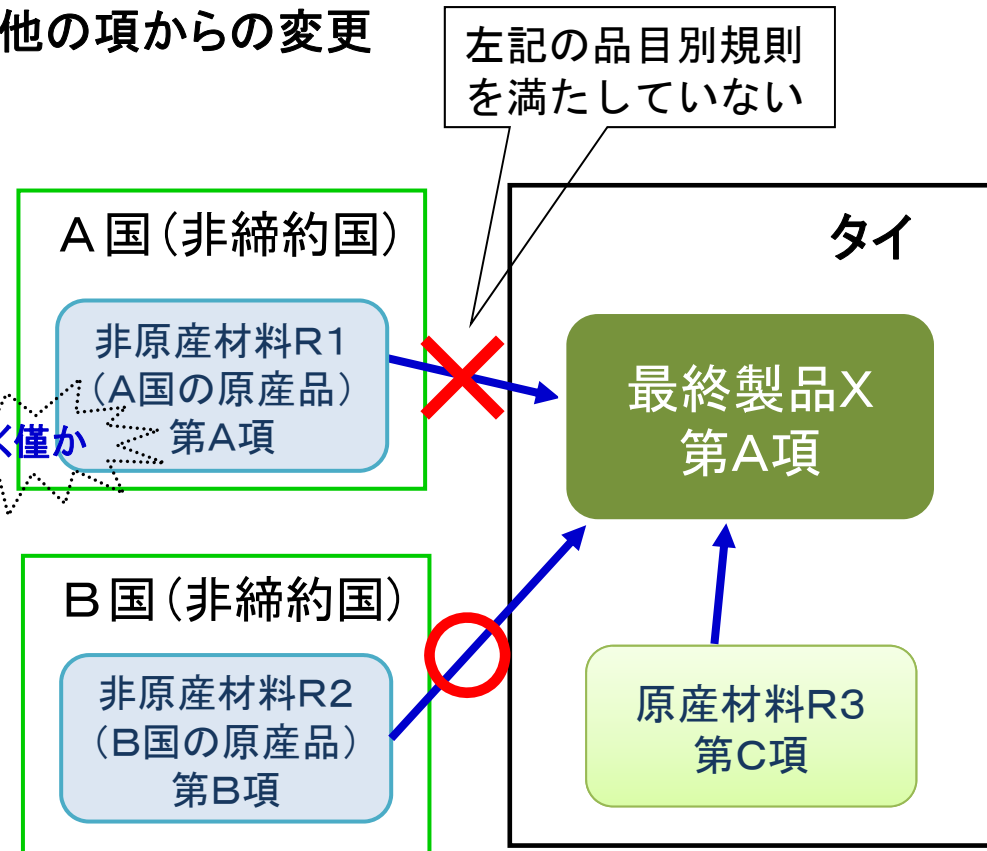 他の項からの変更
左記の品目別規則
を満たしていない
A国(非締約国)
非原産材料R1
(A国の原産品)
第A項
く僅か
タイ
最終製品X
第A項
B国(非締約国)
非原産材料R2
(B国の原産品)
第B項
原産材料R3
第C項